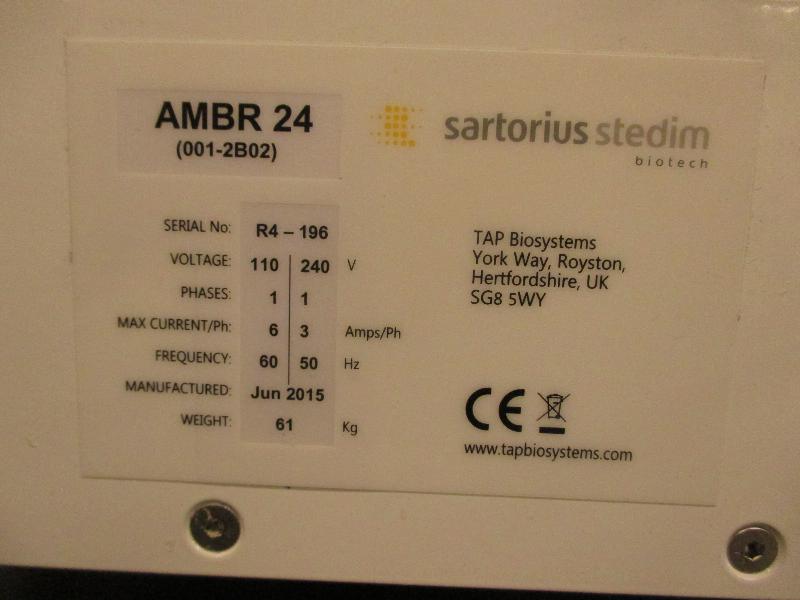 AMBR 24
(001-2B02)
sartorius stedim
biotech
SERIAL No: R4 – 196
VOLTAGE: 110 240 V
PHASES: 1 1
MAX CURRENT/Ph: 6 3 Amps/Ph
FREQUENCY: 60 50 Hz
MANUFACTURED: Jun 2015
WEIGHT: 61 Kg
TAP Biosystems
York Way, Royston,
Hertfordshire, UK
SG8 5WY
CE
www.tapbiosystems.com